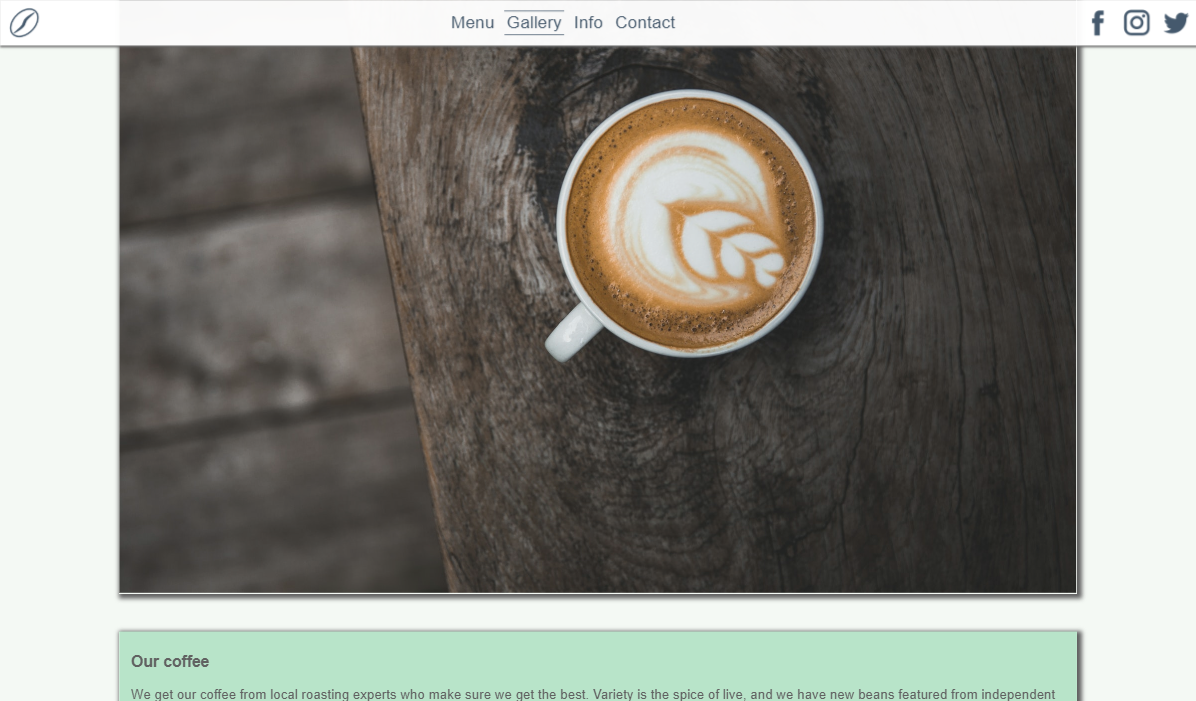 Menu Gallery Info Contact
Our coffee
We get our coffee from local roasting experts who make sure we get the best. Variety is the spice of live, and we have new beans featured from independent